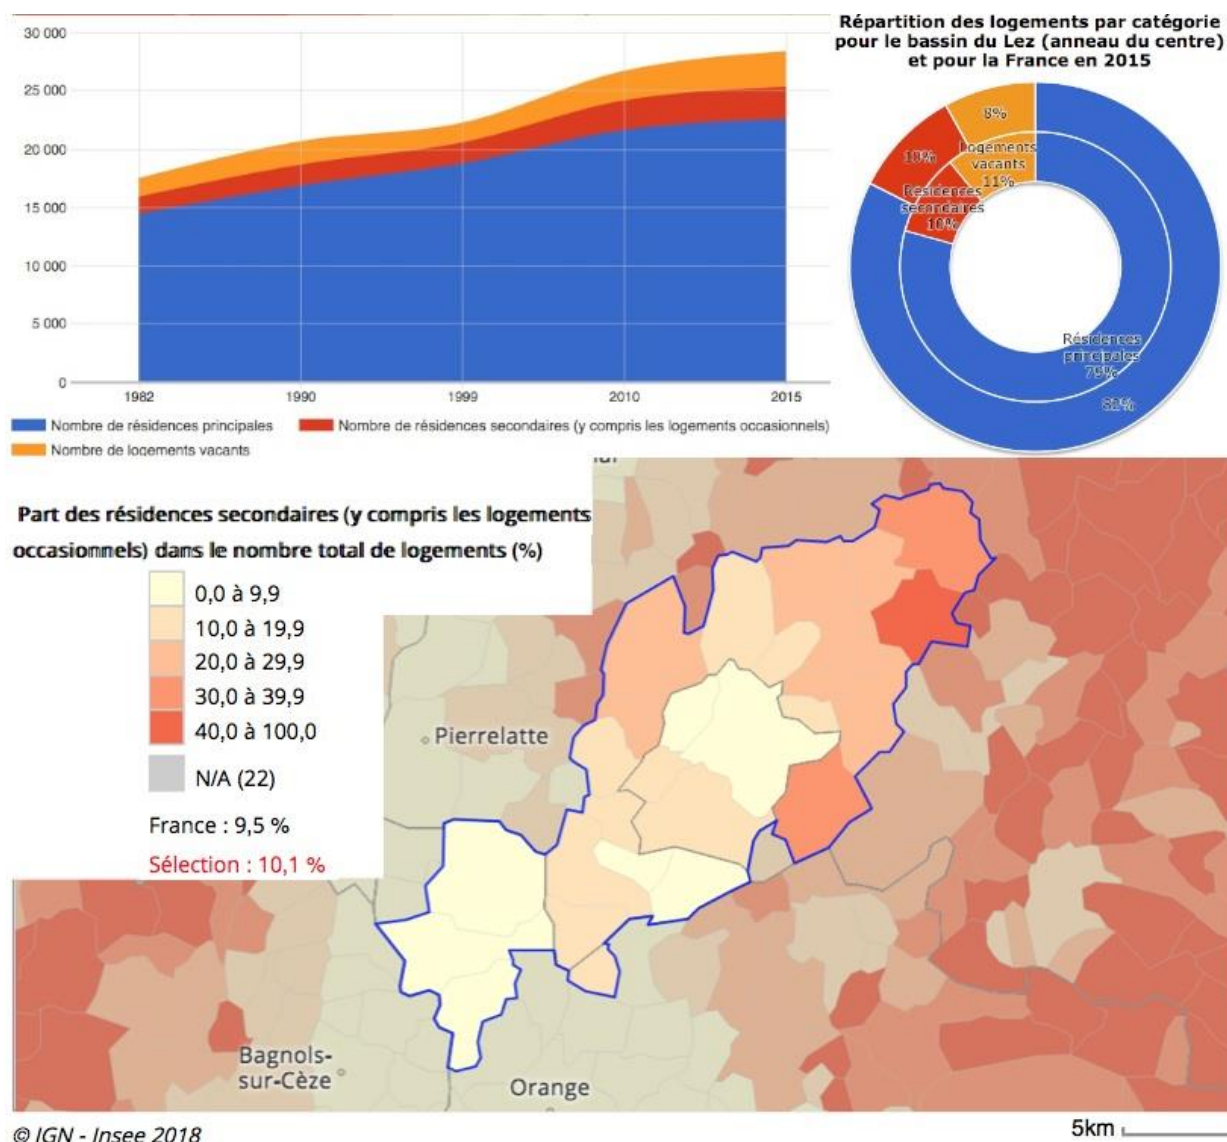 30 000
25 000
20 000
15 000
10 000
5 000
0
1982
1990
1999
2010
2015
Nombre de résidences principales
Nombre de résidences secondaires (y compris les logements occasionnels)
Nombre de logements vacants
Répartition des logements par catégorie
pour le bassin du Lez (anneau du centre)
et pour la France en 2015
8%
10%
Logements
vacants
11%
Résidences
secondaires
10%
Résidences
principales
79%
82%
Part des résidences secondaires (y compris les logements
occasionnels) dans le nombre total de logements (%)
0,0 à 9,9
10,0 à 19,9
20,0 à 29,9
30,0 à 39,9
40,0 à 100,0
N/A (22)
France : 9,5 %
Sélection : 10,1 %
Pierrelatte
Bagnols-
sur-Cèze
Orange
© IGN - Insee 2018
5km